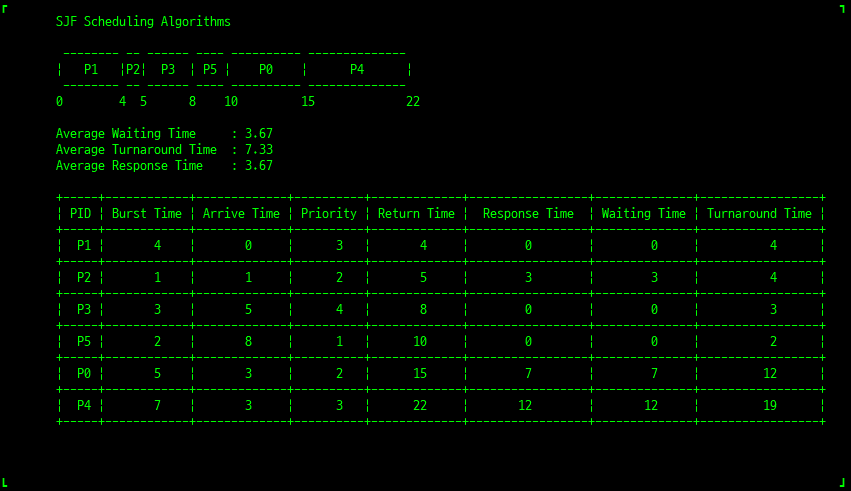 SJF Scheduling Algorithms
-------- -- ------ ---- ---------- --------------
¦   P1   ¦P2¦  P3  ¦ P5 ¦    P0    ¦      P4      ¦
-------- -- ------ ---- ---------- --------------
0        4  5      8    10         15             22
Average Waiting Time     : 3.67
Average Turnaround Time  : 7.33
Average Response Time    : 3.67
¦ PID ¦ Burst Time ¦ Arrive Time ¦ Priority ¦ Return Time ¦ Response Time ¦ Waiting Time ¦ Turnaround Time ¦
¦ P1 ¦ 4 ¦ 0 ¦ 3 ¦ 4 ¦ 0 ¦ 0 ¦ 4 ¦
¦ P2 ¦ 1 ¦ 1 ¦ 2 ¦ 5 ¦ 3 ¦ 3 ¦ 4 ¦
¦ P3 ¦ 3 ¦ 5 ¦ 4 ¦ 8 ¦ 0 ¦ 0 ¦ 3 ¦
¦ P5 ¦ 2 ¦ 8 ¦ 1 ¦ 10 ¦ 0 ¦ 0 ¦ 2 ¦
¦ P0 ¦ 5 ¦ 3 ¦ 2 ¦ 15 ¦ 7 ¦ 7 ¦ 12 ¦
¦ P4 ¦ 7 ¦ 3 ¦ 3 ¦ 22 ¦ 12 ¦ 12 ¦ 19 ¦